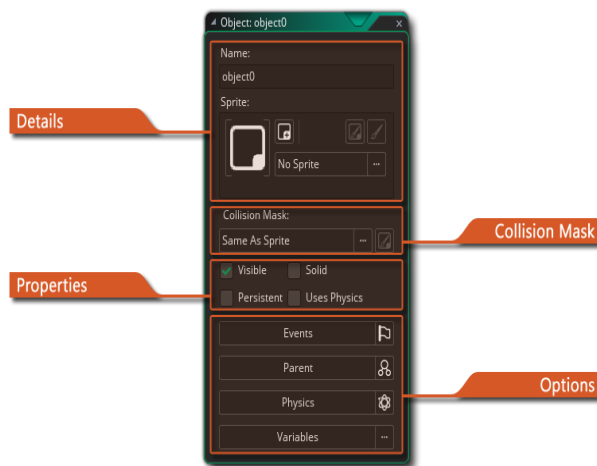 Object: object0
x
Name:
object0
Sprite:
Details
No Sprite
...
Collision Mask:
Same As Sprite
...
Collision Mask
Visible
Solid
Properties
Persistent
Uses Physics
Events
Parent
Options
Physics
Variables
...